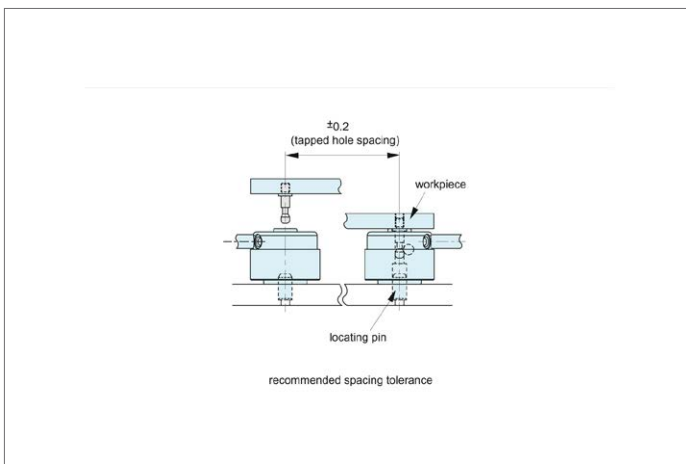 ±0.2
(tapped hole spacing)
workpiece
locating pin
recommended spacing tolerance